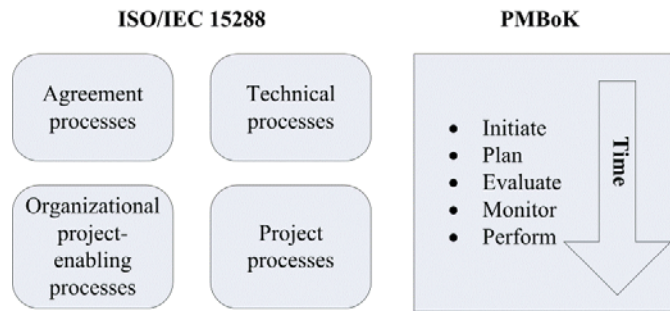 ISO/IEC 15288
PMBoK
Agreement
processes
Technical
processes
Organizational
project-
enabling
processes
Project
processes
• Initiate
• Plan
• Evaluate
• Monitor
• Perform
Time